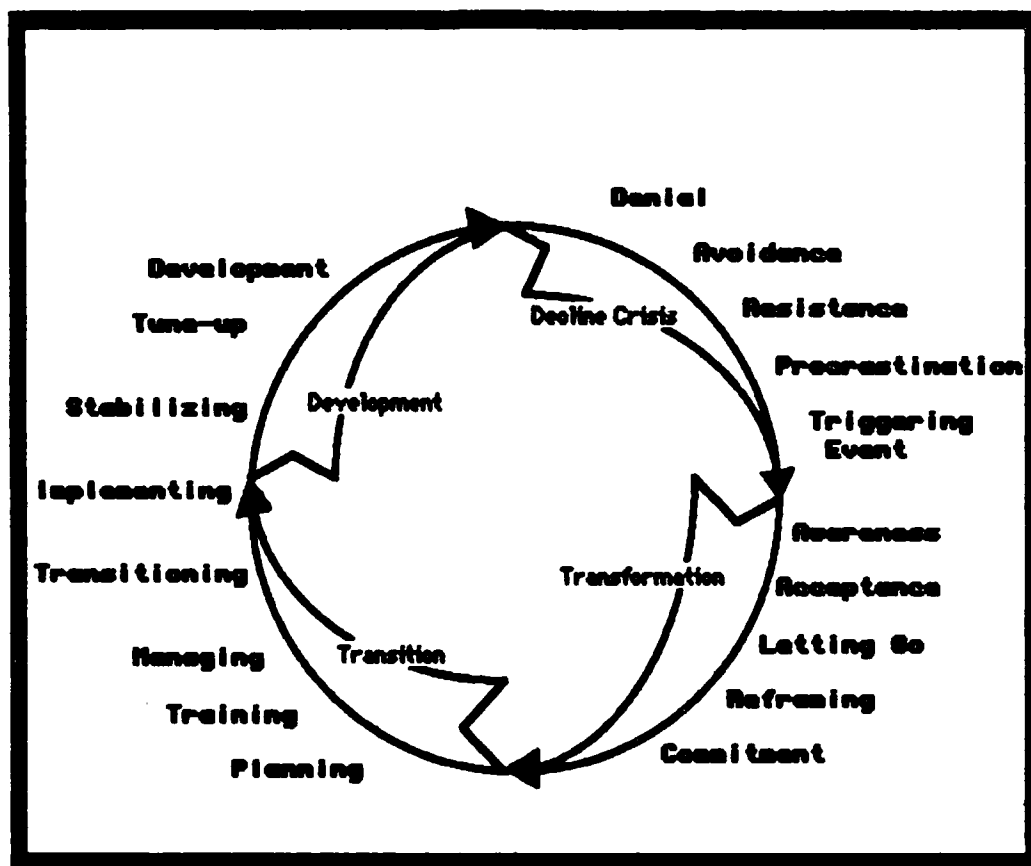 Denial
Avoidance
Resistance
Procrastination
Triggering
Event
Awareness
Acceptance
Letting Go
Reframing
Commitment
Planning
Training
Managing
Transitioning
Implementing
Stabilizing
Tune-up
Development
Decline Crisis
Transformation
Transition
Development